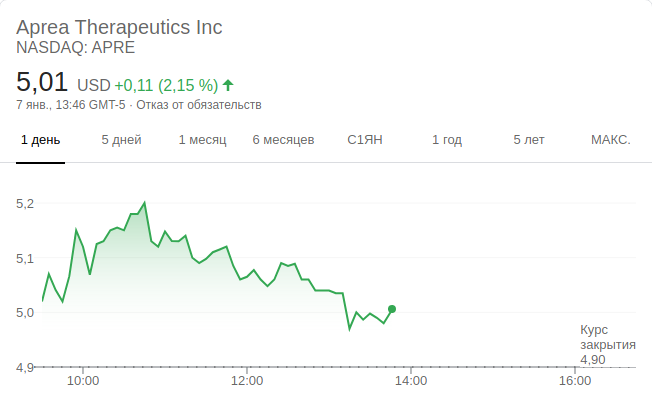 Aprea Therapeutics Inc
NASDAQ: APRE
5,01 USD +0,11 (2,15 %)
7 янв., 13:46 GMT-5 · Отказ от обязательств
1 день 5 дней 1 месяц 6 месяцев С1ЯН 1 год 5 лет МАКС.
5,2
5,1
5,0
Курс
закрытия
4,90
4,9
10:00 12:00 14:00 16:00